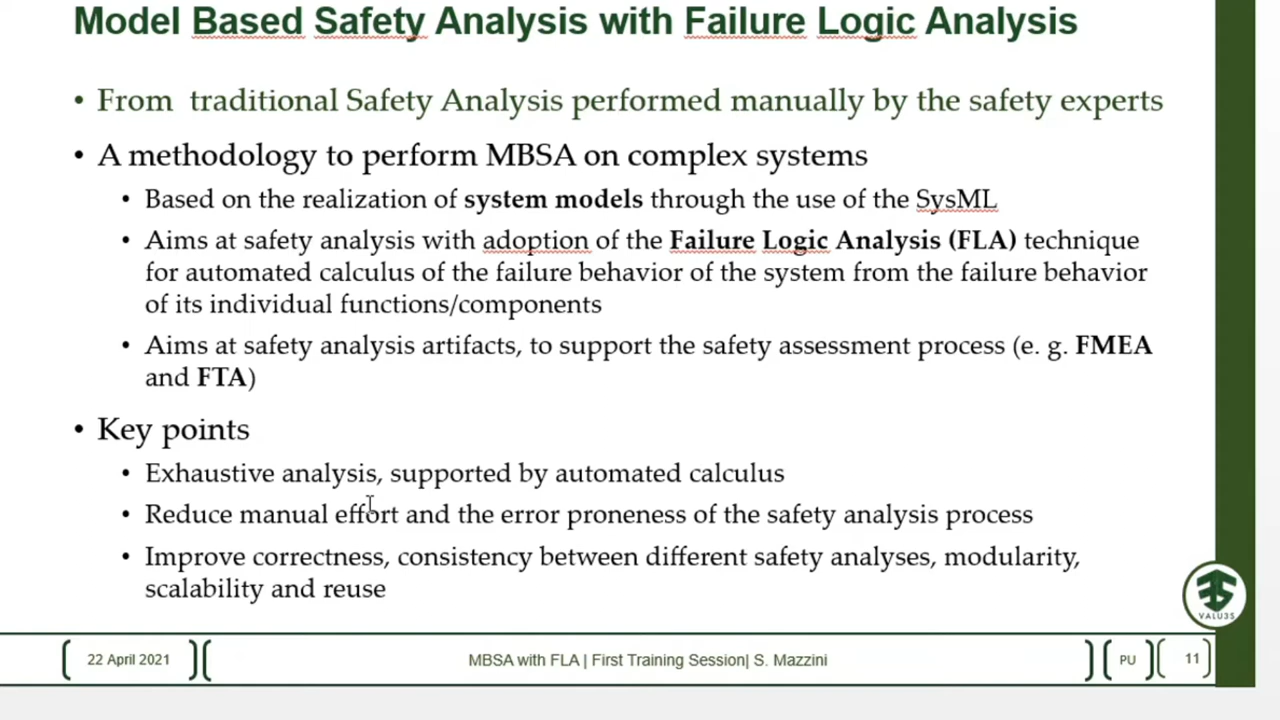 Model Based Safety Analysis with Failure Logic Analysis
• From traditional Safety Analysis performed manually by the safety experts
• A methodology to perform MBSA on complex systems
• Based on the realization of system models through the use of the SysML
• Aims at safety analysis with adoption of the Failure Logic Analysis (FLA) technique
for automated calculus of the failure behavior of the system from the failure behavior
of its individual functions/components
• Aims at safety analysis artifacts, to support the safety assessment process (e. g. FMEA
and FTA)
• Key points
• Exhaustive analysis, supported by automated calculus
• Reduce manual effort and the error proneness of the safety analysis process
• Improve correctness, consistency between different safety analyses, modularity,
scalability and reuse
VALU3S
22 April 2021
MBSA with FLA | First Training Session| S. Mazzini
PU
11